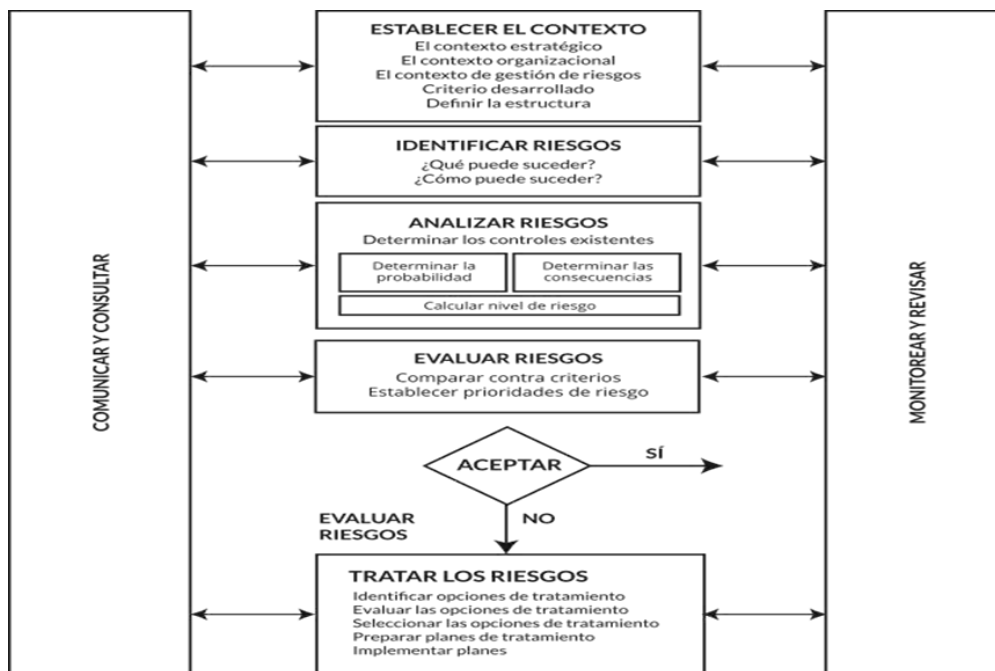 COMUNICAR Y CONSULTAR
ESTABLECER EL CONTEXTO
El contexto estratégico
El contexto organizacional
El contexto de gestión de riesgos
Criterio desarrollado
Definir la estructura
IDENTIFICAR RIESGOS
¿Qué puede suceder?
¿Cómo puede suceder?
ANALIZAR RIESGOS
Determinar los controles existentes
Determinar la
probabilidad
Determinar las
consecuencias
Calcular nivel de riesgo
EVALUAR RIESGOS
Comparar contra criterios
Establecer prioridades de riesgo
ACEPTAR
SÍ
NO
EVALUAR
RIESGOS
TRATAR LOS RIESGOS
Identificar opciones de tratamiento
Evaluar las opciones de tratamiento
Seleccionar las opciones de tratamiento
Preparar planes de tratamiento
Implementar planes
MONITOREAR Y REVISAR